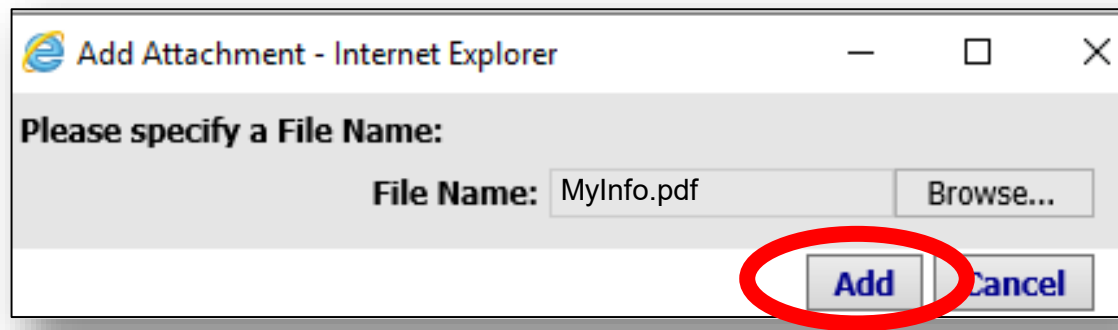 Add Attachment - Internet Explorer
Please specify a File Name:
File Name: MyInfo.pdf Browse...
Add Cancel